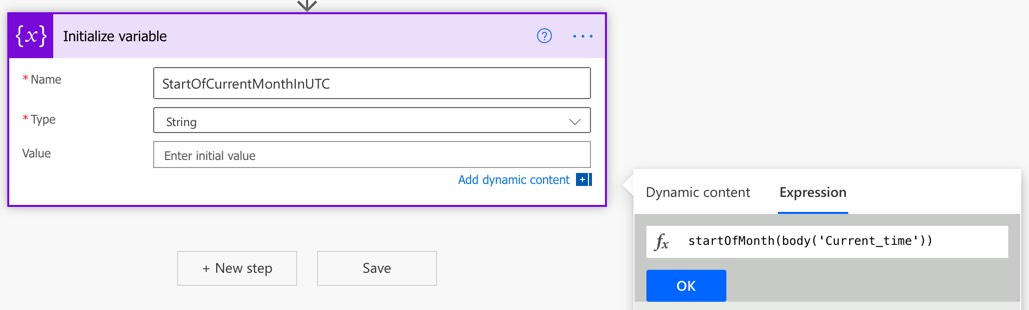 {x} Initialize variable
* Name
StartOfCurrentMonthInUTC
* Type
String
Value
Enter initial value
Add dynamic content
Dynamic content Expression
fx startOfMonth(body('Current_time'))
+ New step
Save
OK